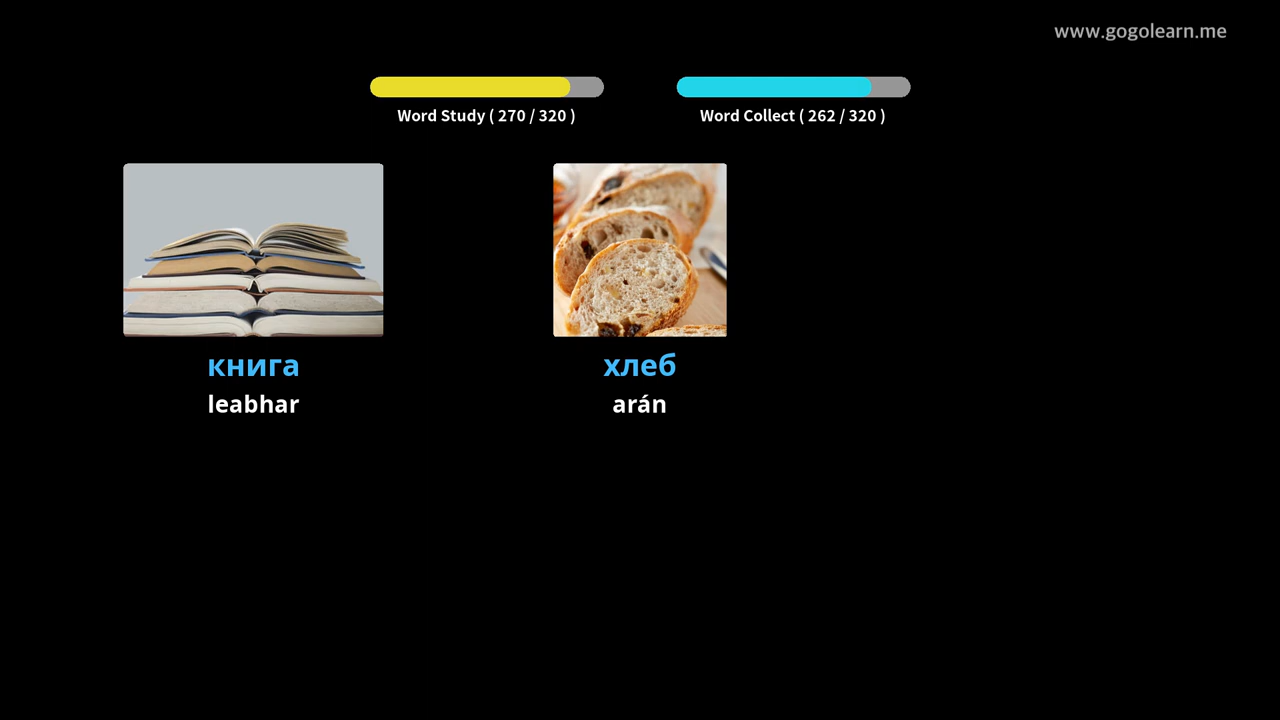 www.gogolearn.me
Word Study ( 270 / 320 )
Word Collect ( 262 / 320 )
книга
leabhar
хлеб
arán